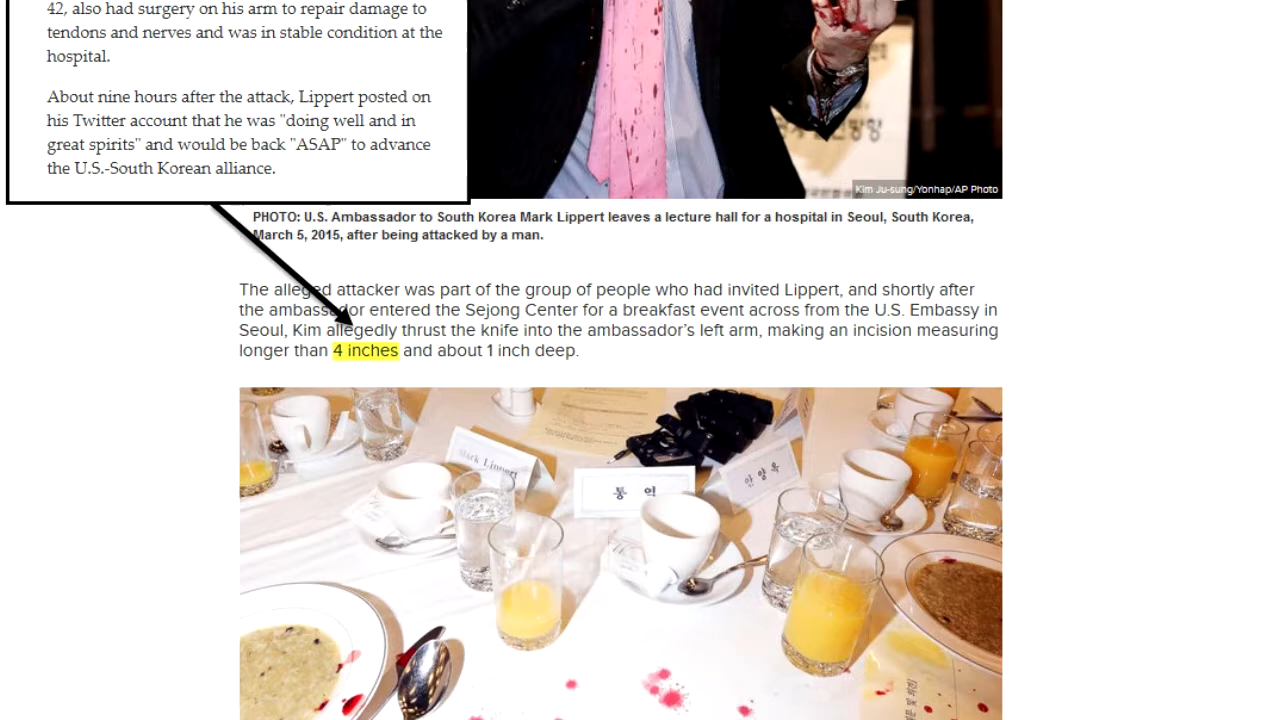 42, also had surgery on his arm to repair damage to
tendons and nerves and was in stable condition at the
hospital.
About nine hours after the attack, Lippert posted on
his Twitter account that he was "doing well and in
great spirits" and would be back "ASAP" to advance
the U.S.-South Korean alliance.
Kim Ju-sung/Yonhap/AP Photo
PHOTO: U.S. Ambassador to South Korea Mark Lippert leaves a lecture hall for a hospital in Seoul, South Korea,
March 5, 2015, after being attacked by a man.
The alleged attacker was part of the group of people who had invited Lippert, and shortly after
the ambassador entered the Sejong Center for a breakfast event across from the U.S. Embassy in
Seoul, Kim allegedly thrust the knife into the ambassador's left arm, making an incision measuring
longer than 4 inches and about 1 inch deep.
Mark Lippert
통 역
안 양 옥